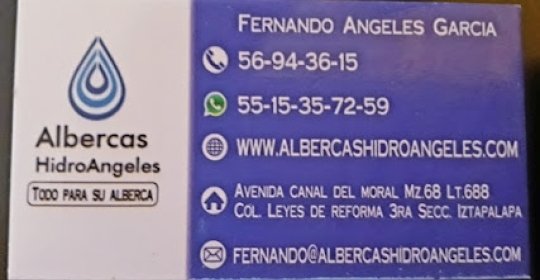 Albercas
HidroAngeles
TODO PARA SU ALBERCA
FERNANDO ANGELES GARCIA
56-94-36-15
55-15-35-72-59
WWW.ALBERCASHIDROANGELES.COM
AVENIDA CANAL DEL MORAL MZ.68 LT.688
COL. LEYES DE REFORMA 3RA SECC. IZTAPALAPA
FERNANDO@ALBERCASHIDROANGELES.COM